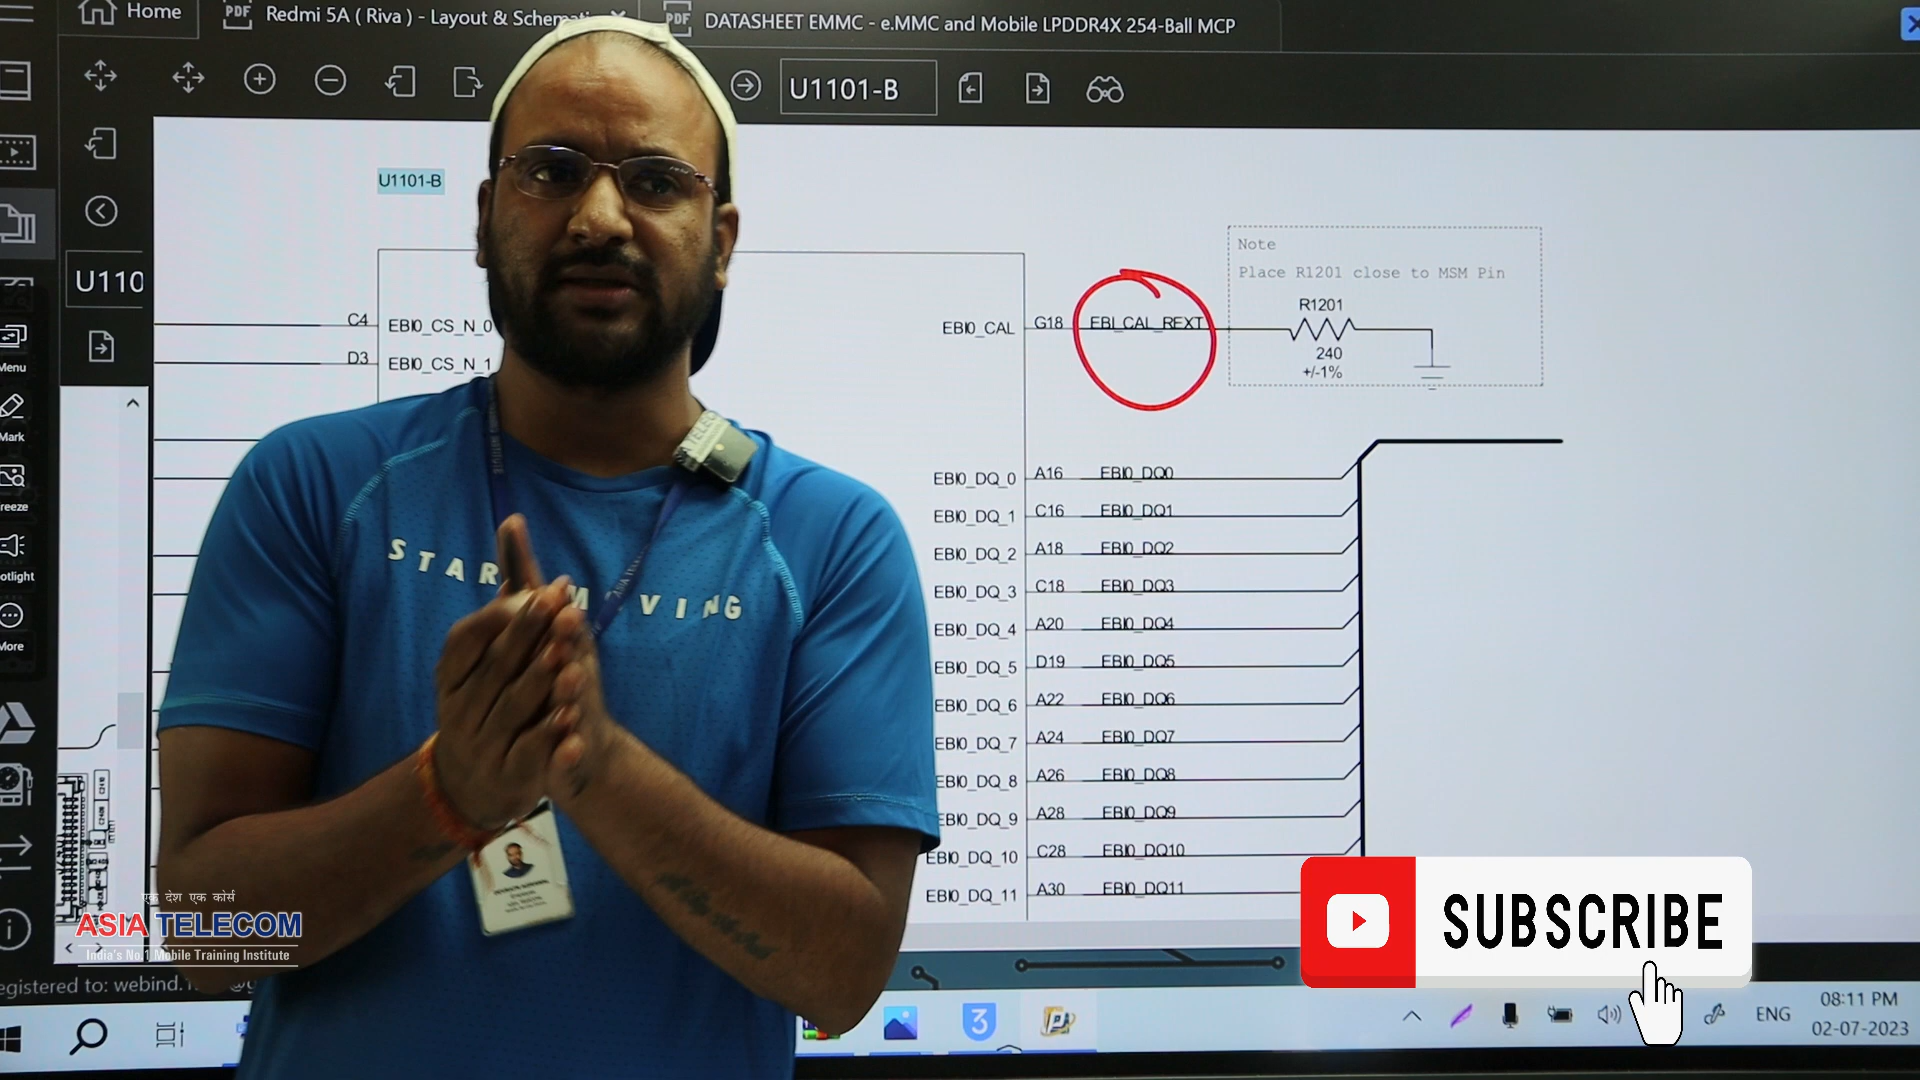 Home
Redmi 5A ( Riva ) - Layout & Schemati
DATASHEET EMMC - e.MMC and Mobile LPDDR4X 254-Ball MCP
U1101-B
U1101-B
Note
Place R1201 close to MSM Pin
R1201
240
+/-1%
U110
C4 EBI0_CS_N_0
D3 EBI0_CS_N_1
EBI0_CAL G18 EBI_CAL_REXT
EBI0_DQ_0 A16 EBI0_DQ0
EBI0_DQ_1 C16 EBI0_DQ1
EBI0_DQ_2 A18 EBI0_DQ2
EBI0_DQ_3 C18 EBI0_DQ3
EBI0_DQ_4 A20 EBI0_DQ4
EBI0_DQ_5 D19 EBI0_DQ5
EBI0_DQ_6 A22 EBI0_DQ6
EBI0_DQ_7 A24 EBI0_DQ7
EBI0_DQ_8 A26 EBI0_DQ8
EBI0_DQ_9 A28 EBI0_DQ9
EBI0_DQ_10 C28 EBI0_DQ10
EBI0_DQ_11 A30 EBI0_DQ11
Menu
Mark
reeze
otlight
More
STAR MOVING
एक देश एक कोर्स
ASIA TELECOM
India's No.1 Mobile Training Institute
egistered to: webind.
SUBSCRIBE
ENG
08:11 PM
02-07-2023